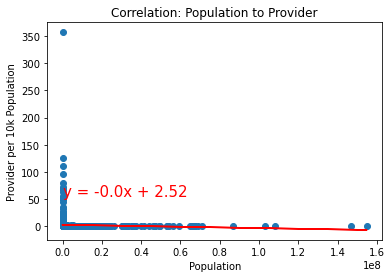 Correlation: Population to Provider
350
300
250
200
150
100
50
0
Provider per 10k Population
y = -0.0x + 2.52
0.0 0.2 0.4 0.6 0.8 1.0 1.2 1.4 1.6
1e8
Population